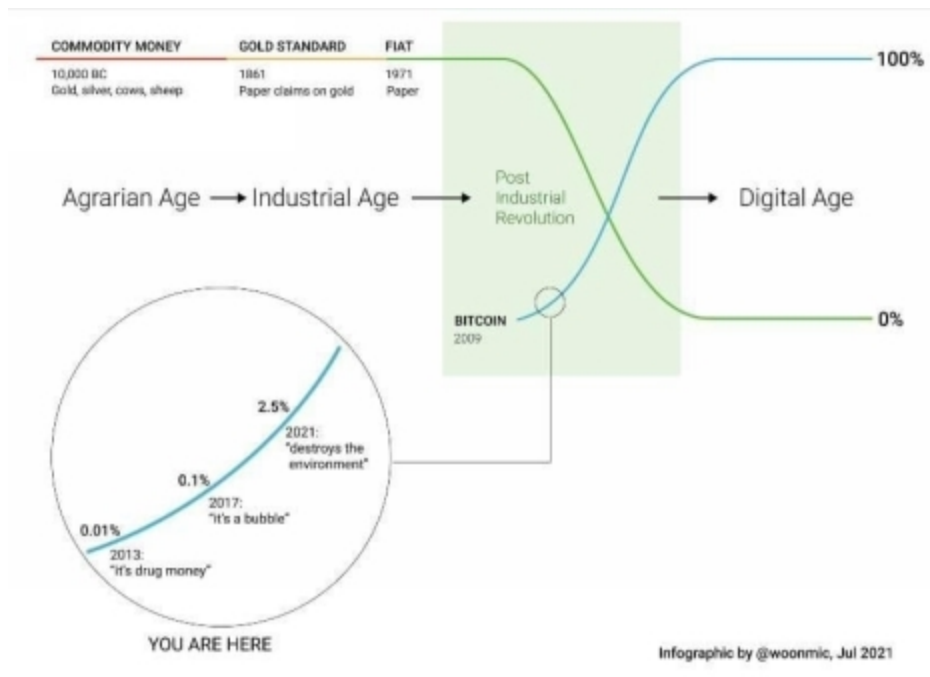 COMMODITY MONEY
10,000 BC
Gold, silver, cows, sheep
GOLD STANDARD
1861
Paper claims on gold
FIAT
1971
Paper
100%
Agrarian Age
Industrial Age
Post
Industrial
Revolution
Digital Age
BITCOIN
2009
0%
2.5%
2021:
"destroys the
environment"
0.1%
2017:
"it's a bubble"
0.01%
2013:
"it's drug money"
YOU ARE HERE
Infographic by @woonmic, Jul 2021